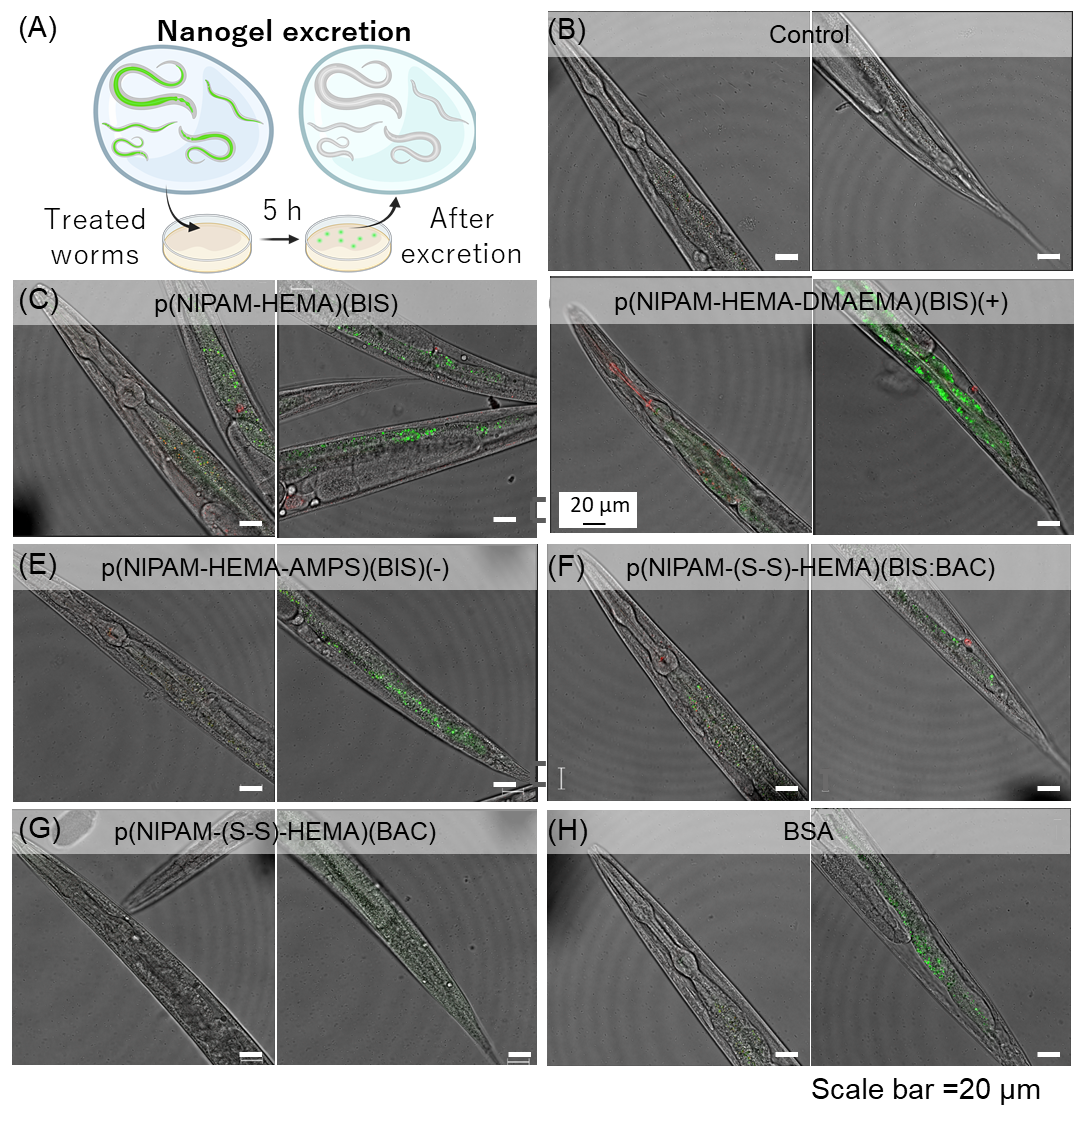 (A)
Nanogel excretion
Treated
worms
5 h
After
excretion
(B)
Control
(C)
p(NIPAM-HEMA)(BIS)
p(NIPAM-HEMA-DMAEMA)(BIS)(+)
20 µm
(E)
p(NIPAM-HEMA-AMPS)(BIS)(-)
(F)
p(NIPAM-(S-S)-HEMA)(BIS:BAC)
(G)
p(NIPAM-(S-S)-HEMA)(BAC)
(H)
BSA
Scale bar =20 µm